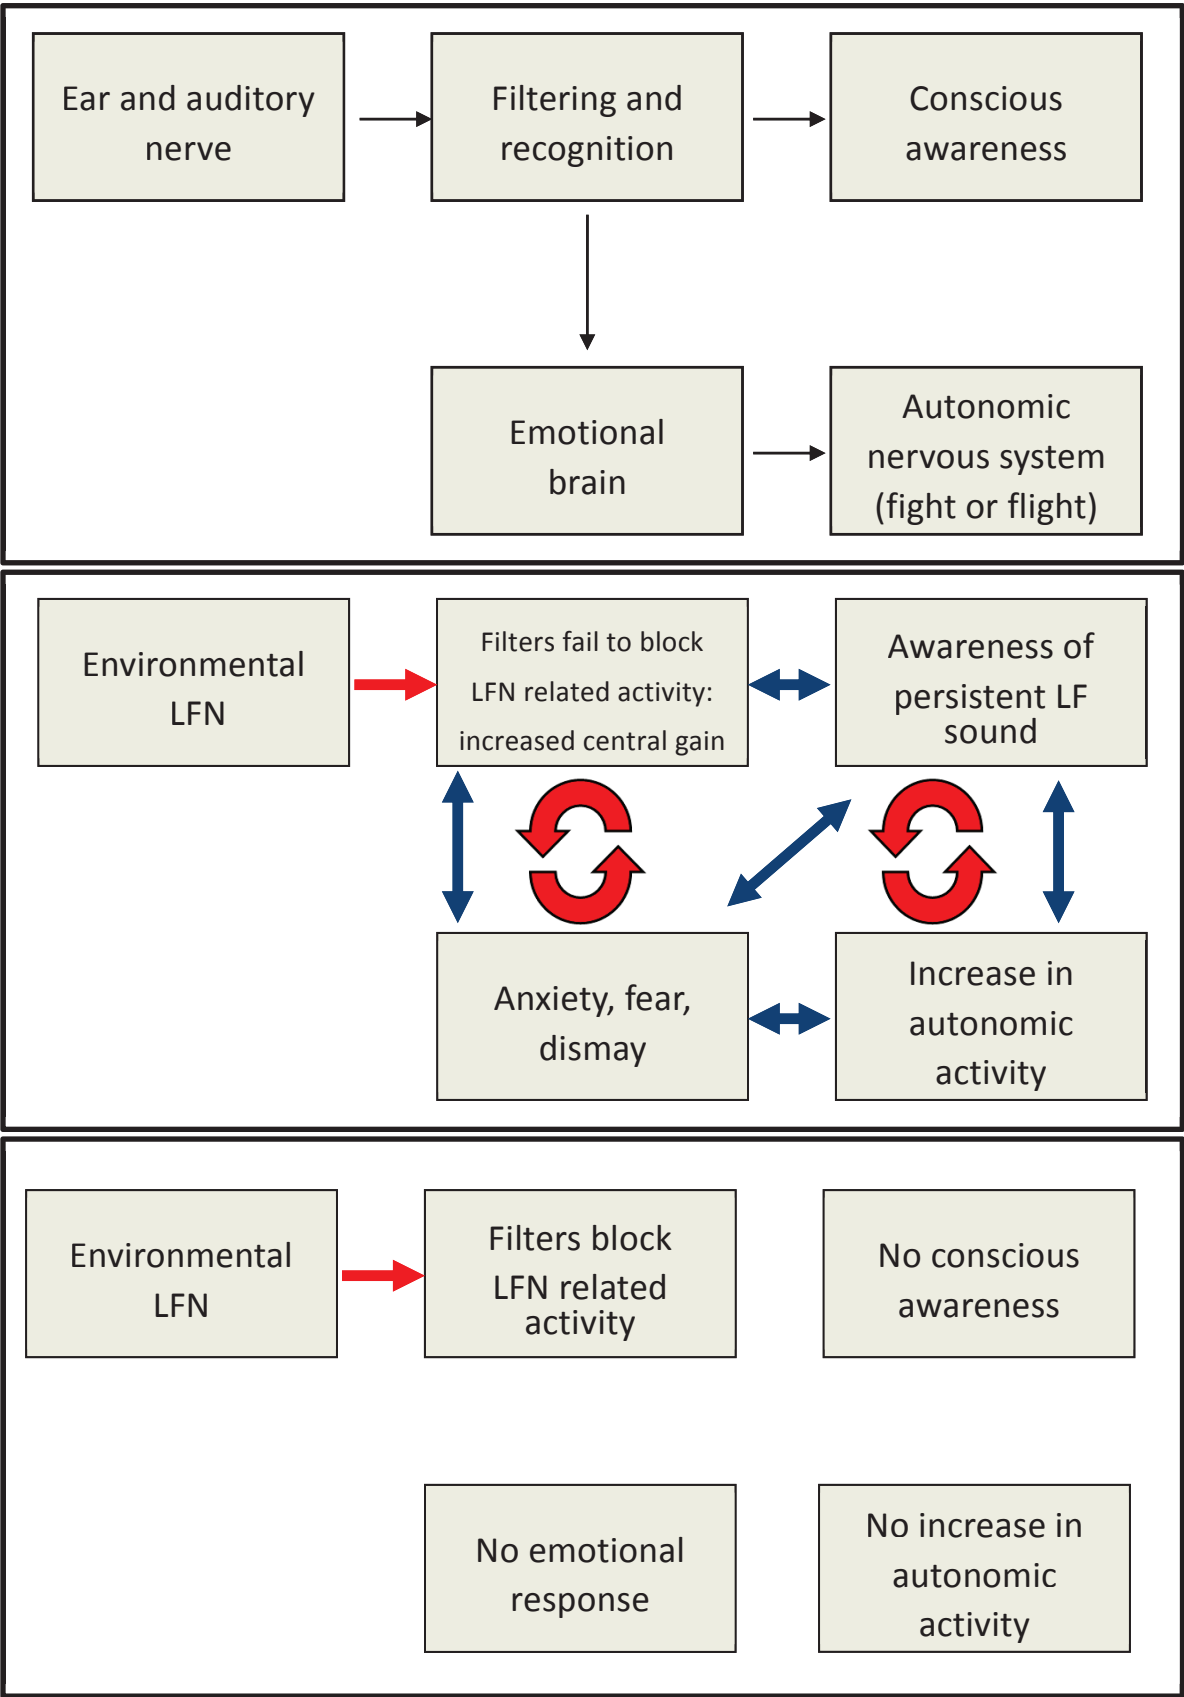 Ear and auditory
nerve
Filtering and
recognition
Conscious
awareness
Emotional
brain
Autonomic
nervous system
(fight or flight)
Environmental
LFN
Filters fail to block
LFN related activity:
increased central gain
Awareness of
persistent LF
sound
Anxiety, fear,
dismay
Increase in
autonomic
activity
Environmental
LFN
Filters block
LFN related
activity
No conscious
awareness
No emotional
response
No increase in
autonomic
activity